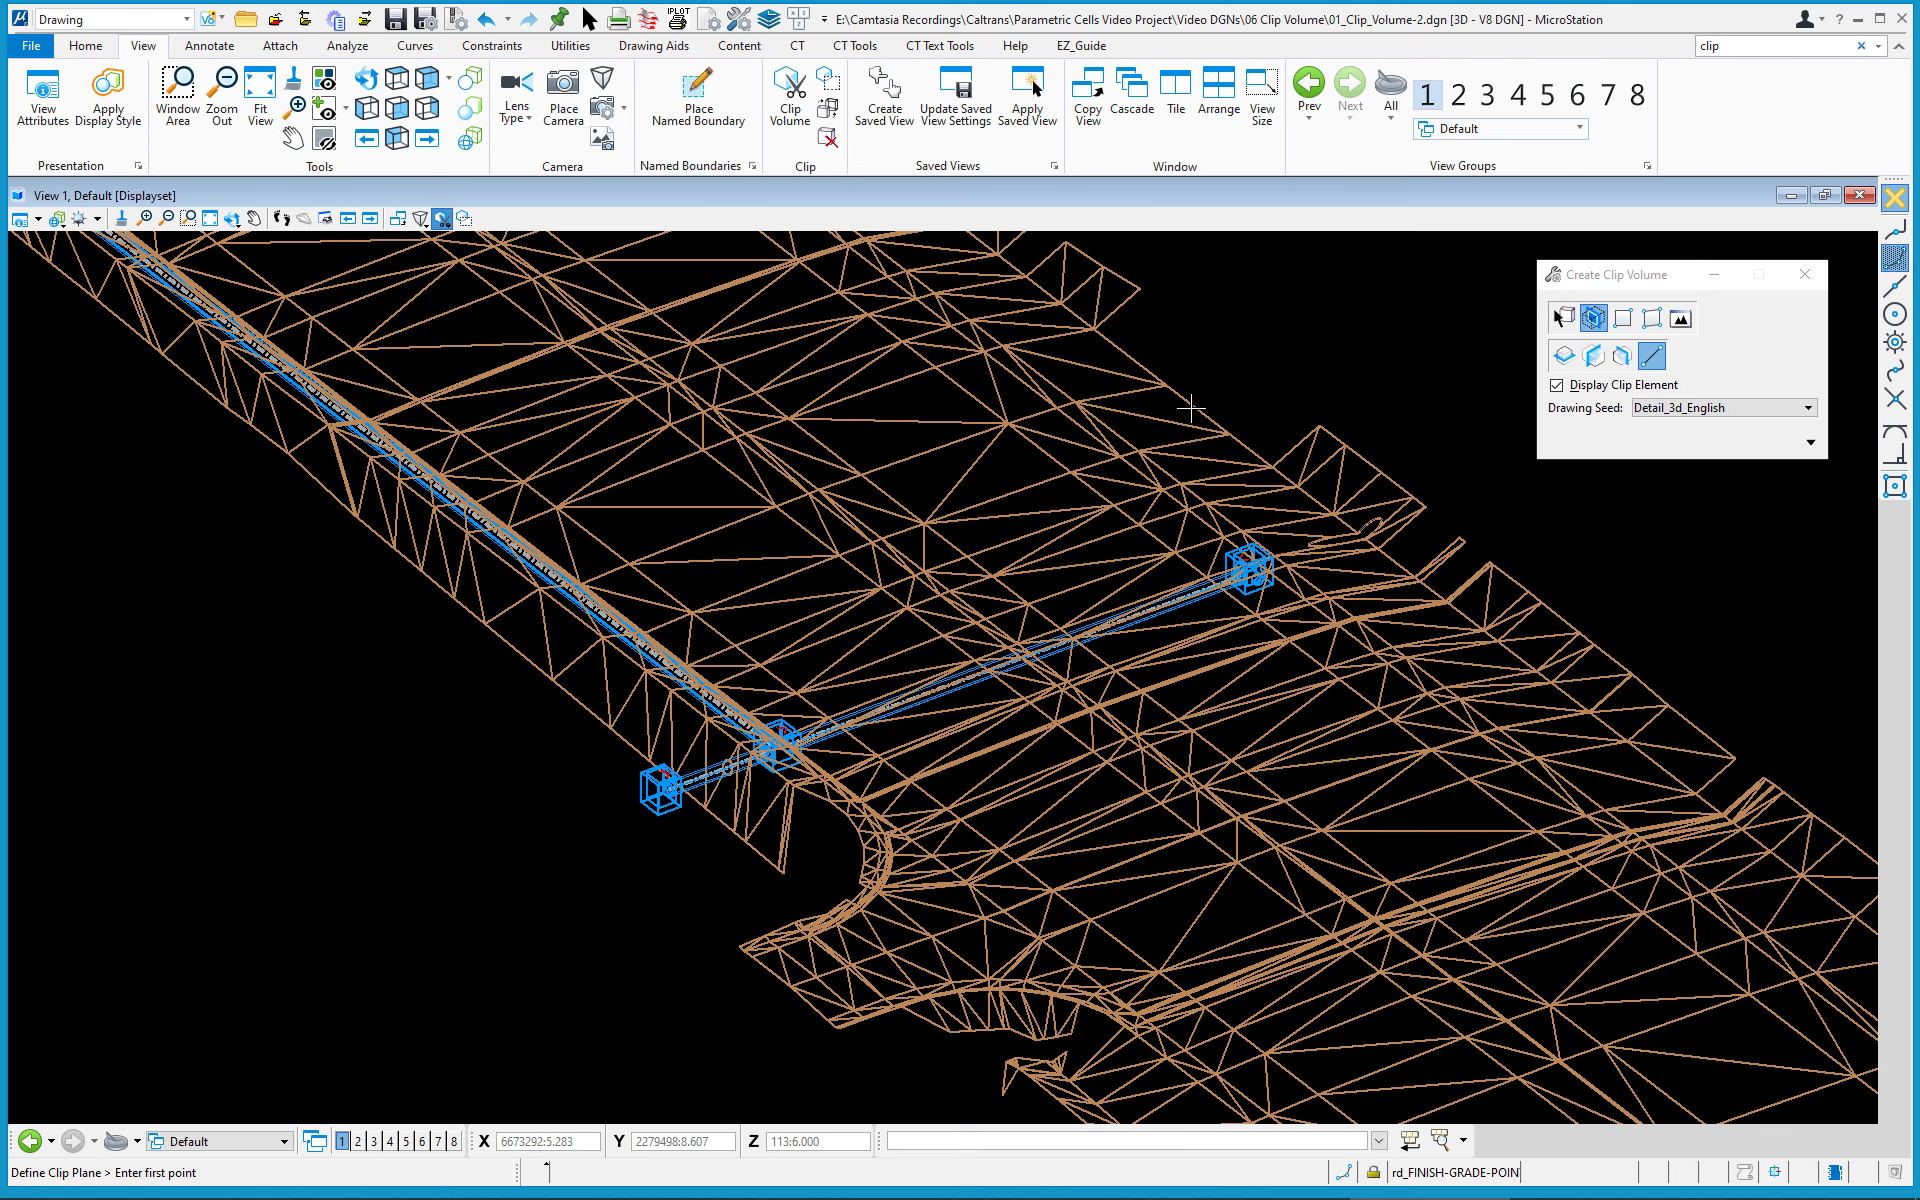 Drawing
E:\Camtasia Recordings\Caltrans\Parametric Cells Video Project\Video DGNs\06 Clip Volume\01_Clip_Volume-2.dgn [3D - V8 DGN] - MicroStation
File Home View Annotate Attach Analyze Curves Constraints Utilities Drawing Aids Content CT CT Tools CT Text Tools Help EZ_Guide
clip
View Attributes
Apply Display Style
Presentation
Window Area
Zoom Out
Fit View
Tools
Lens Type
Place Camera
Camera
Place Named Boundary
Named Boundaries
Clip Volume
Clip
Create Saved View
Update Saved View Settings
Apply Saved View
Saved Views
Copy View
Cascade
Tile
Arrange
View Size
Window
Prev
Next
All
1 2 3 4 5 6 7 8
Default
View Groups
View 1, Default [Displayset]
Create Clip Volume
Display Clip Element
Drawing Seed: Detail_3d_English
Default
1 2 3 4 5 6 7 8
X 6673292:5.283
Y 2279498:8.607
Z 113:6.000
Define Clip Plane > Enter first point
rd_FINISH-GRADE-POIN